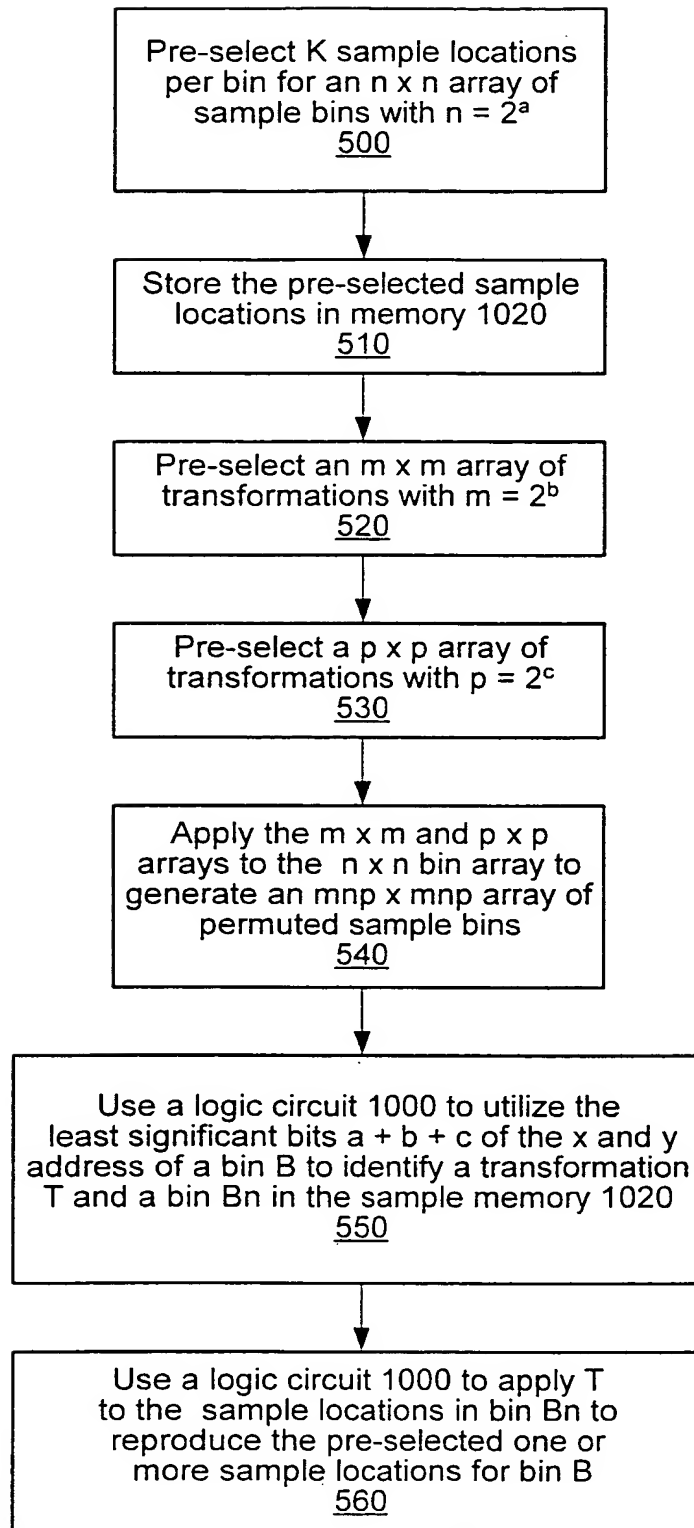 Pre-select K sample locations
per bin for an n x n array of
sample bins with n = 2ᵃ
500
Store the pre-selected sample
locations in memory 1020
510
Pre-select an m x m array of
transformations with m = 2ᵇ
520
Pre-select a p x p array of
transformations with p = 2ᶜ
530
Apply the m x m and p x p
arrays to the n x n bin array to
generate an mnp x mnp array of
permuted sample bins
540
Use a logic circuit 1000 to utilize the
least significant bits a + b + c of the x and y
address of a bin B to identify a transformation
T and a bin Bn in the sample memory 1020
550
Use a logic circuit 1000 to apply T
to the sample locations in bin Bn to
reproduce the pre-selected one or
more sample locations for bin B
560